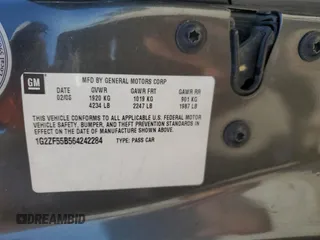 GM
MFD BY GENERAL MOTORS CORP
DATE GVWR GAWR FRT GAWR RR
02/05 1920 KG 1019 KG 901 KG
4234 LB 2247 LB 1987 LB
THIS VEHICLE CONFORMS TO ALL APPLICABLE U.S. FEDERAL MOTOR
VEHICLE SAFETY, BUMPER, AND THEFT PREVENTION STANDARDS
IN EFFECT ON THE DATE OF MANUFACTURE SHOWN ABOVE.
1G2ZF55B554242284 TYPE: PASS CAR
DREAMBID